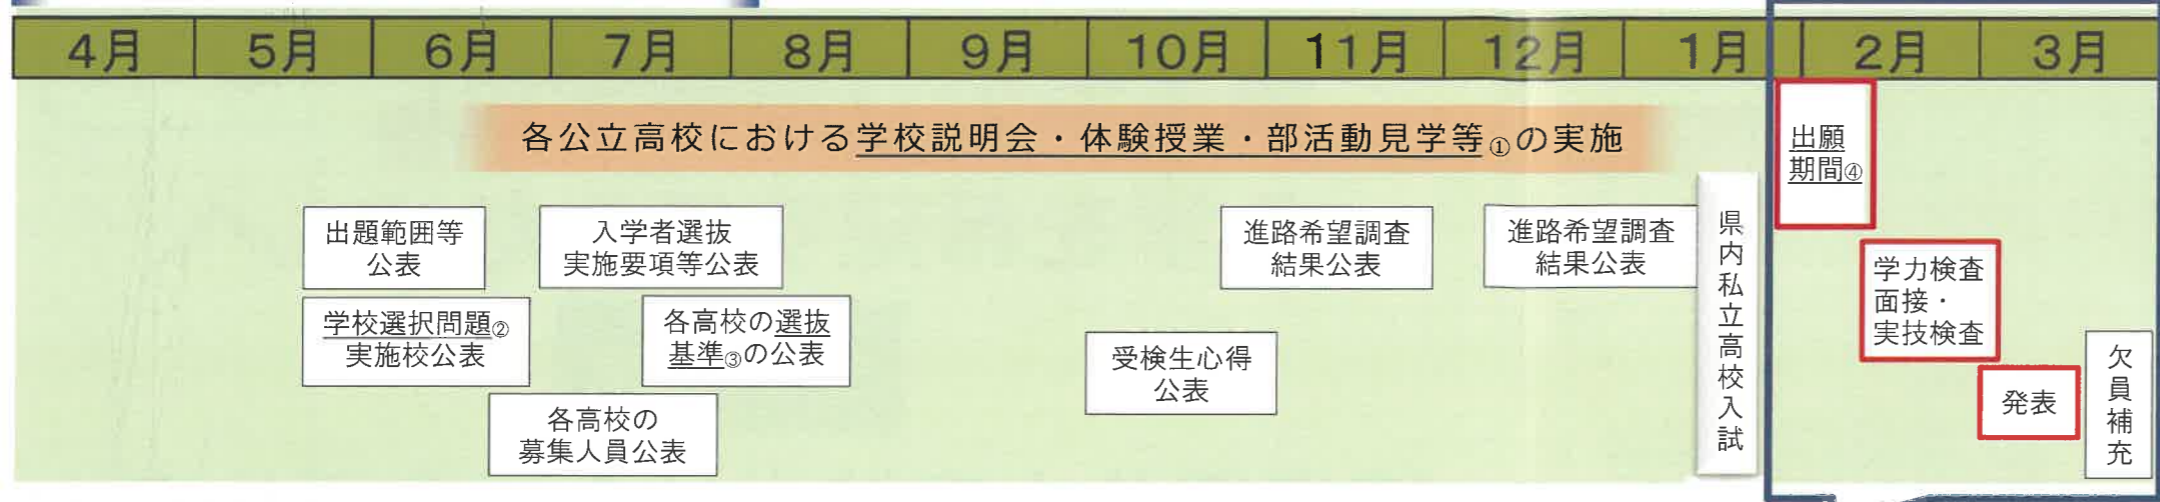 4月 5月 6月 7月 8月 9月 10月 11月 12月 1月 2月 3月
各公立高校における学校説明会・体験授業・部活動見学等①の実施
出題範囲等
公表
学校選択問題②
実施校公表
各高校の
募集人員公表
入学者選抜
実施要項等公表
各高校の選抜
基準③の公表
受検生心得
公表
進路希望調査
結果公表
進路希望調査
結果公表
県内私立高校入試
出願
期間④
学力検査
面接・
実技検査
発表
欠員補充